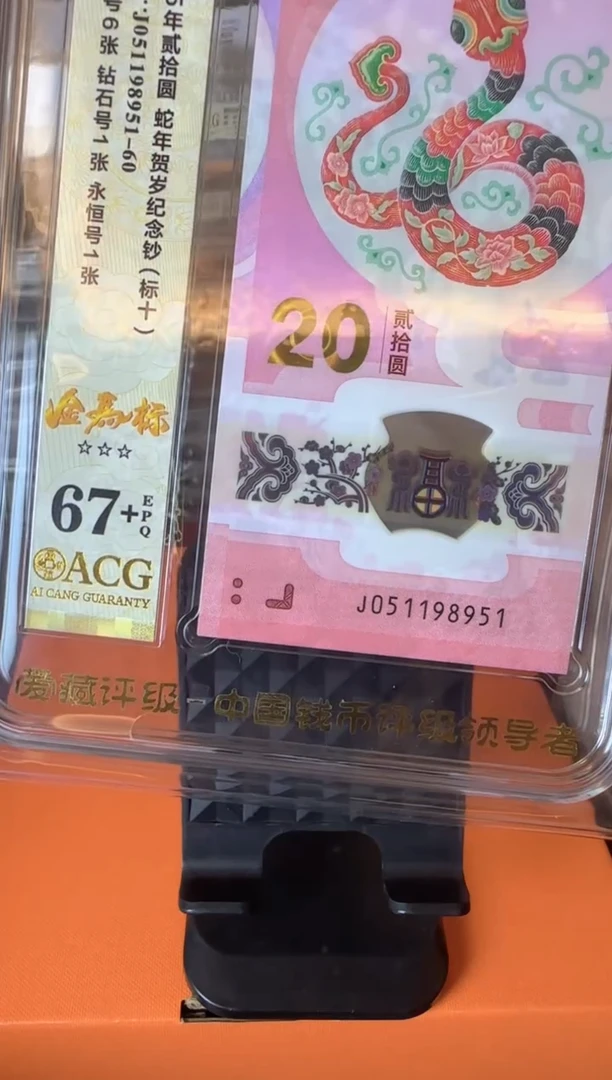 5年贰拾圆 蛇年贺岁纪念钞(标十)
:J051198951-60
号6张 钻石号1张 永恒号1张
金马标
☆☆☆
67+EPQ
ACG
AI CANG GUARANTY
20
贰拾圆
J051198951
爱藏评级-中国钱币评级领导者